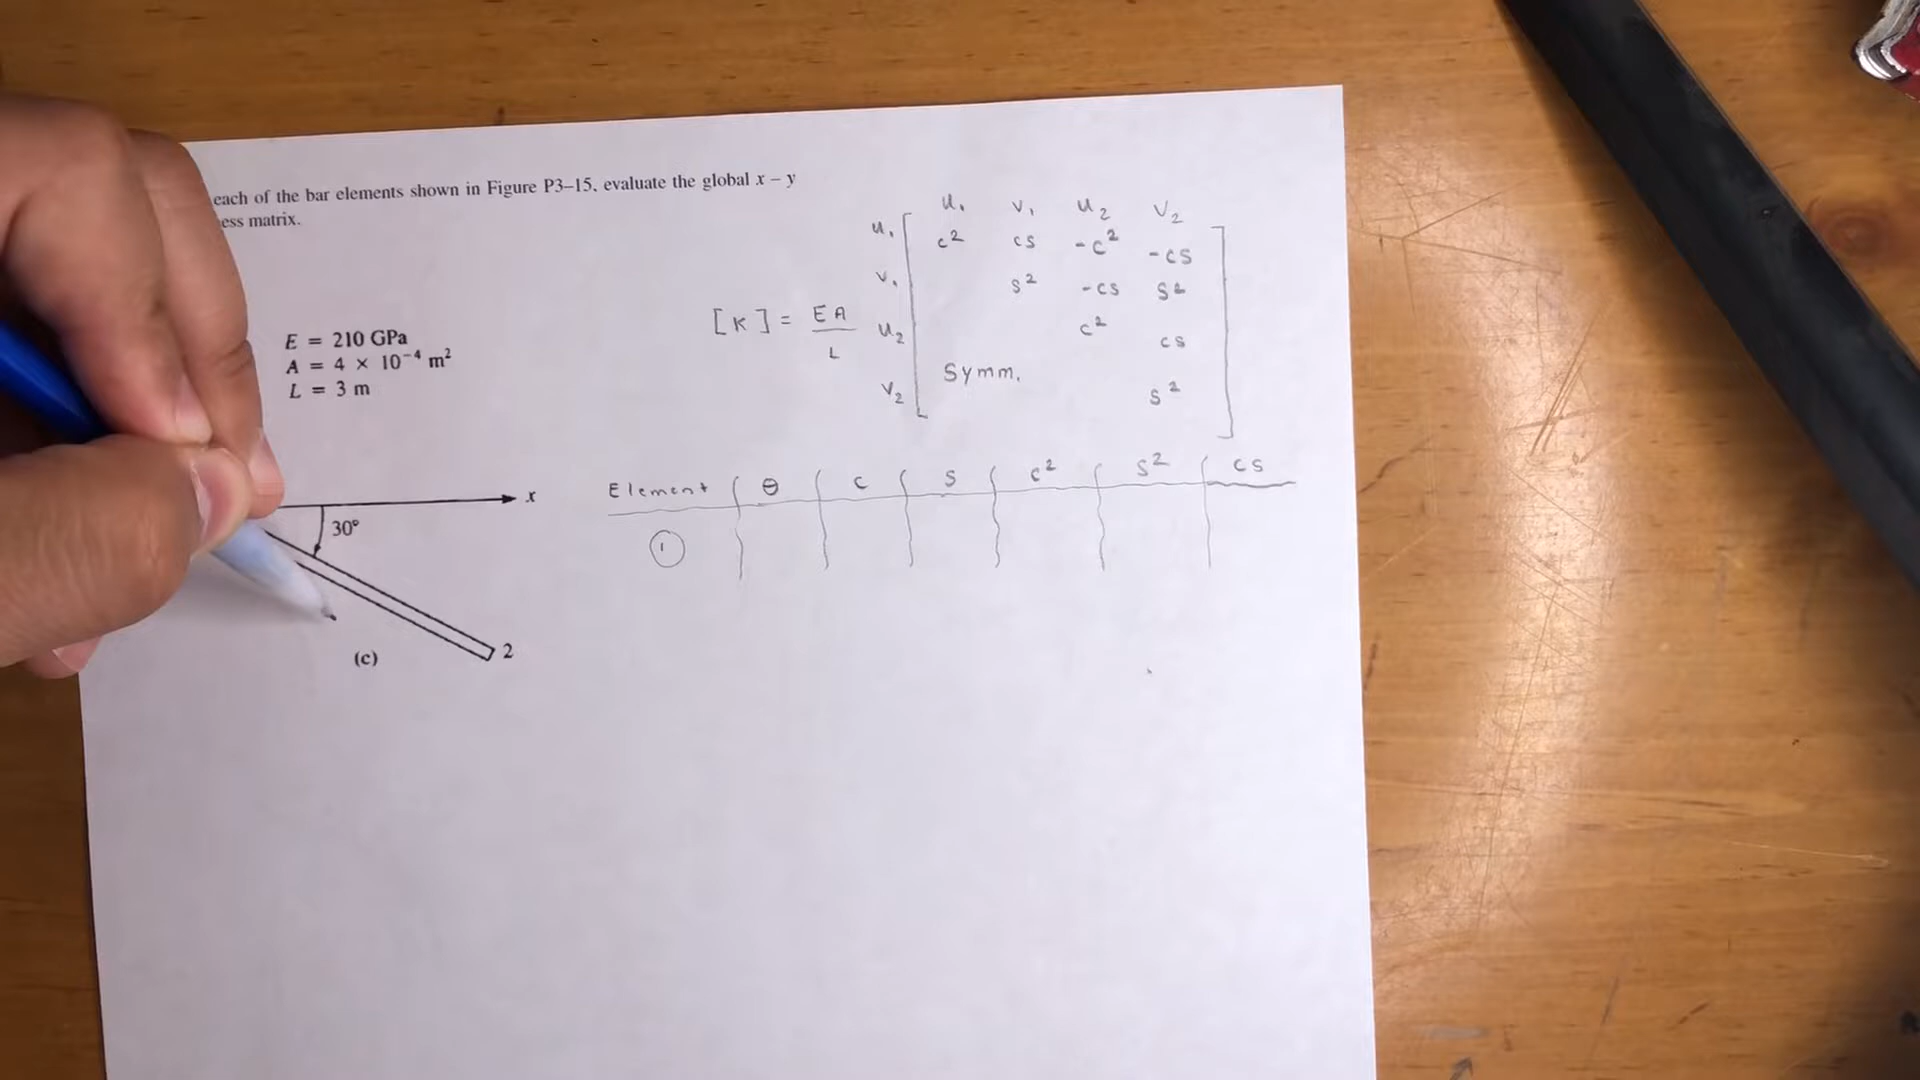 each of the bar elements shown in Figure P3–15, evaluate the global x – y
ess matrix.
E = 210 GPa
A = 4 × 10⁻⁴ m²
L = 3 m
x
30°
2
(c)
u₁ v₁ u₂ v₂
u₁ c² cs -c² -cs
v₁ s² -cs s²
[K] = EA
L
u₂ c² cs
v₂ Symm. s²
Element θ c s c² s² cs
1